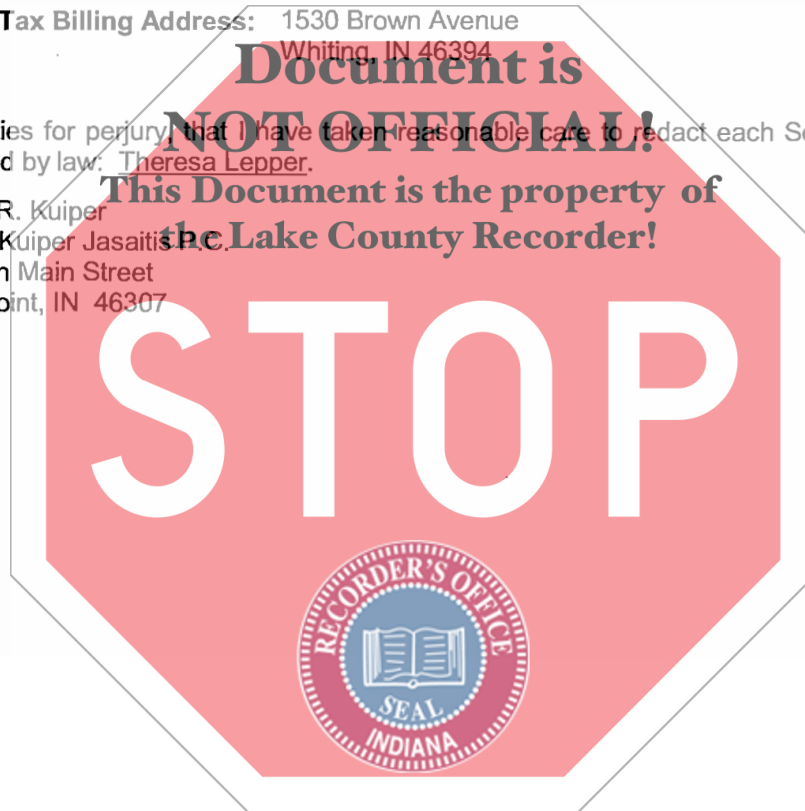 Tax Billing Address: 1530 Brown Avenue
Whiting, IN 46394
Document is
NOT OFFICIAL!
ies for perjury, that I have taken reasonable care to redact each So
d by law: Theresa Lepper.
This Document is the property of
R. Kuiper
the Lake County Recorder!
Kuiper Jasaitis P.C.
n Main Street
oint, IN 46307
STOP
RECORDER'S OFFICE
SEAL
INDIANA